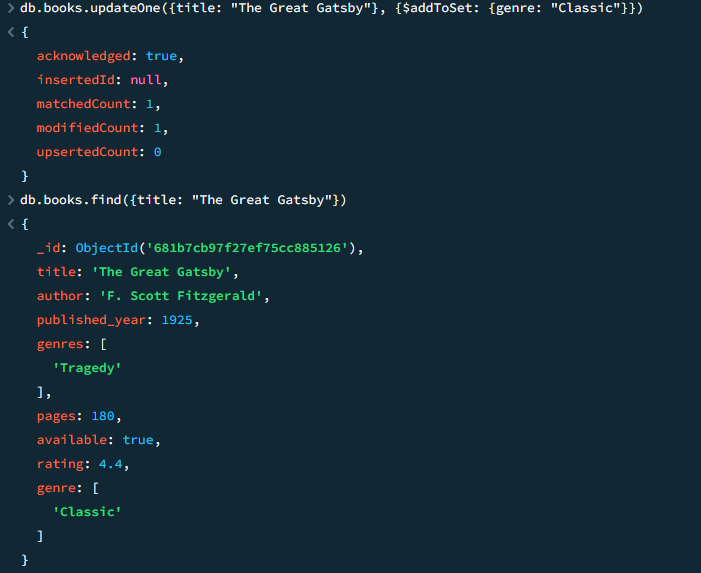 > db.books.updateOne({title: "The Great Gatsby"}, {$addToSet: {genre: "Classic"}})
< {
acknowledged: true,
insertedId: null,
matchedCount: 1,
modifiedCount: 1,
upsertedCount: 0
}
> db.books.find({title: "The Great Gatsby"})
< {
_id: ObjectId('681b7cb97f27ef75cc885126'),
title: 'The Great Gatsby',
author: 'F. Scott Fitzgerald',
published_year: 1925,
genres: [
'Tragedy'
],
pages: 180,
available: true,
rating: 4.4,
genre: [
'Classic'
]
}